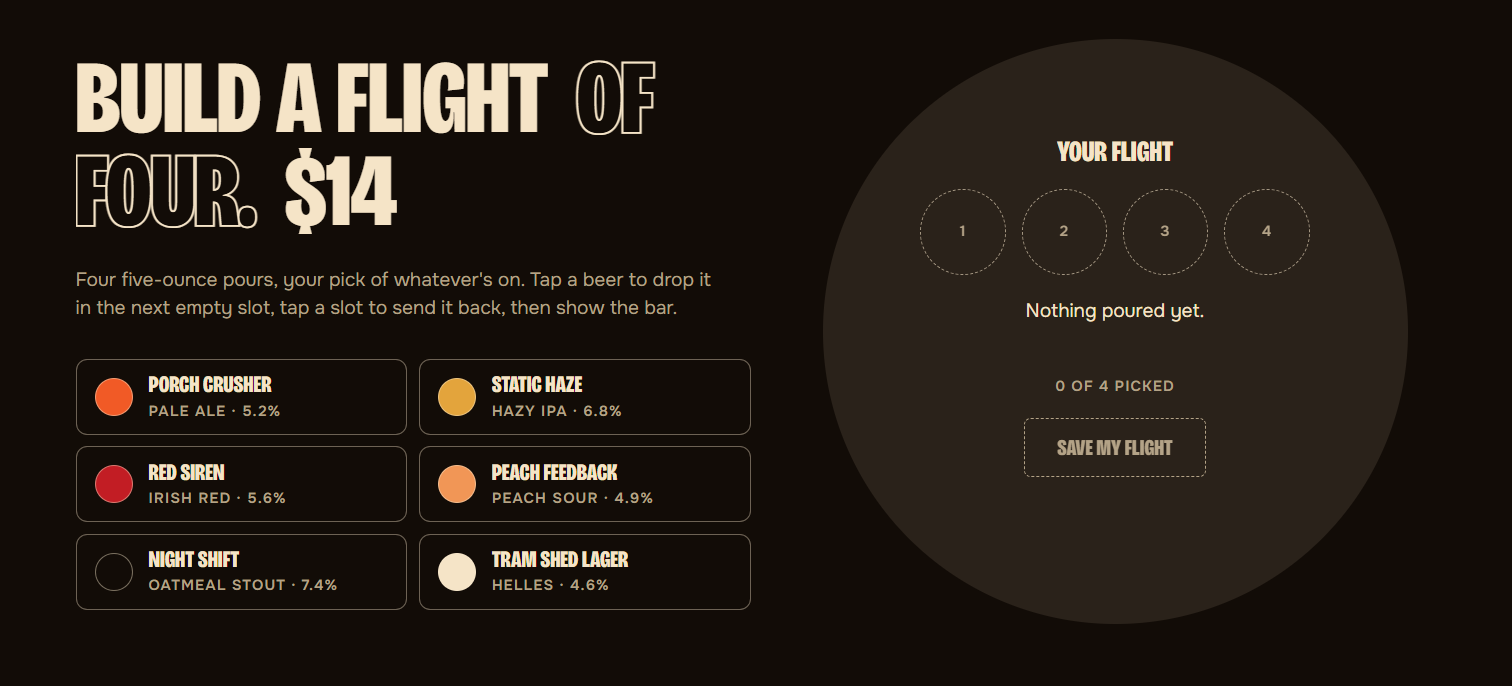 BUILD A FLIGHT OF
FOUR. $14
Four five-ounce pours, your pick of whatever's on. Tap a beer to drop it
in the next empty slot, tap a slot to send it back, then show the bar.
PORCH CRUSHER
PALE ALE · 5.2%
STATIC HAZE
HAZY IPA · 6.8%
RED SIREN
IRISH RED · 5.6%
PEACH FEEDBACK
PEACH SOUR · 4.9%
NIGHT SHIFT
OATMEAL STOUT · 7.4%
TRAM SHED LAGER
HELLES · 4.6%
YOUR FLIGHT
1 2 3 4
Nothing poured yet.
0 OF 4 PICKED
SAVE MY FLIGHT